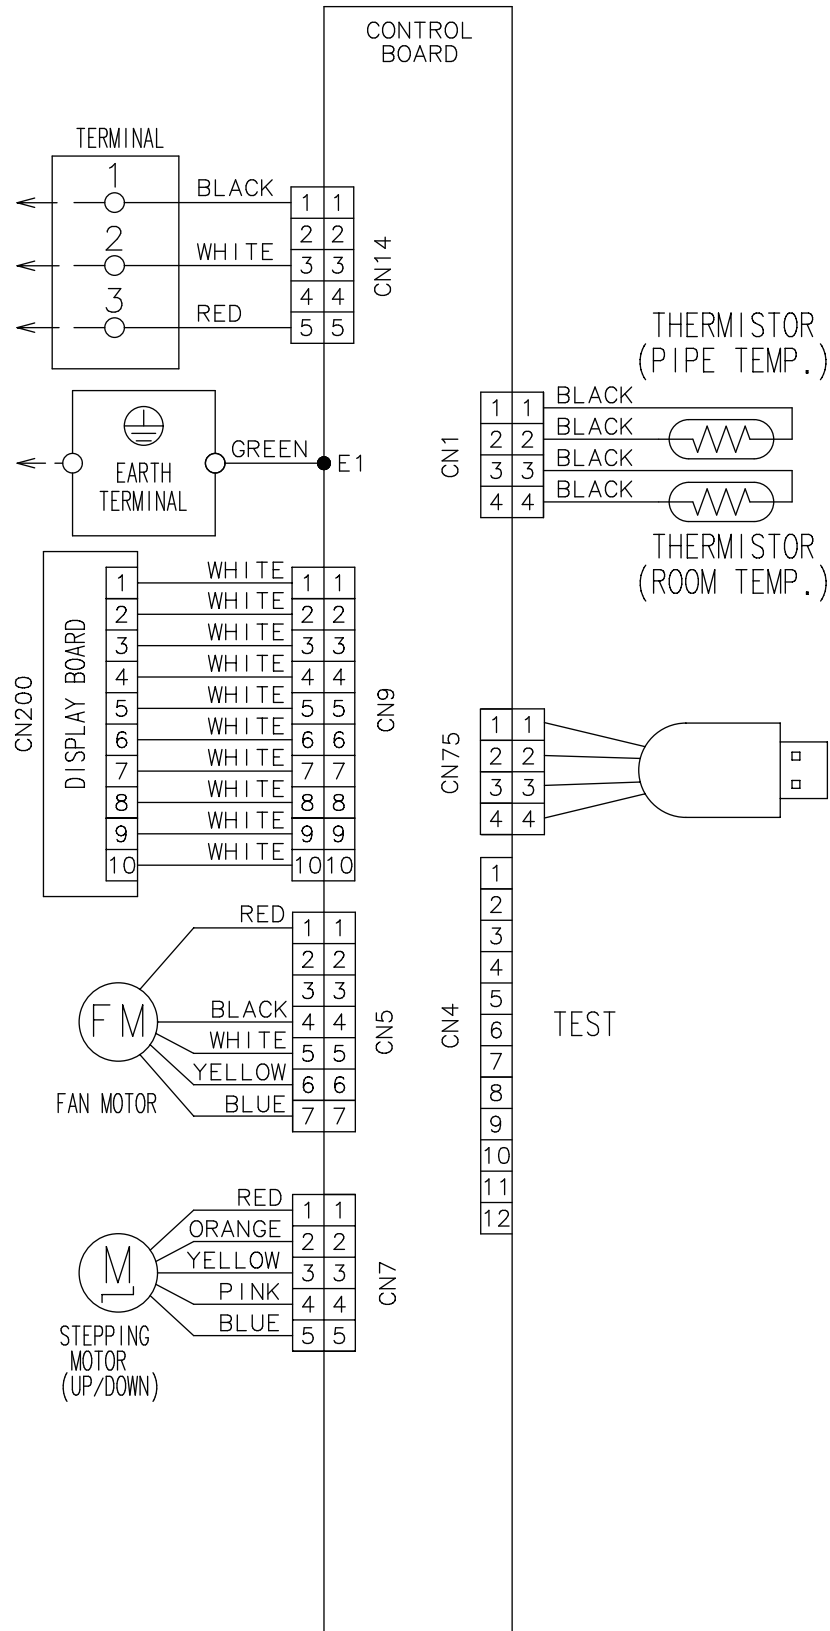 CONTROL
BOARD
TERMINAL
1
BLACK
1 1
2 2
2
WHITE
3 3
4 4
3
RED
5 5
CN14
EARTH
TERMINAL
GREEN
E1
CN200
DISPLAY BOARD
1 WHITE 1 1
2 WHITE 2 2
3 WHITE 3 3
4 WHITE 4 4
5 WHITE 5 5
6 WHITE 6 6
7 WHITE 7 7
8 WHITE 8 8
9 WHITE 9 9
10 WHITE 10 10
CN9
FM
FAN MOTOR
RED 1 1
2 2
3 3
BLACK 4 4
WHITE 5 5
YELLOW 6 6
BLUE 7 7
CN5
M
STEPPING
MOTOR
(UP/DOWN)
RED 1 1
ORANGE 2 2
YELLOW 3 3
PINK 4 4
BLUE 5 5
CN7
THERMISTOR
(PIPE TEMP.)
CN1
1 1 BLACK
2 2 BLACK
3 3 BLACK
4 4 BLACK
THERMISTOR
(ROOM TEMP.)
CN75
1 1
2 2
3 3
4 4
CN4
1
2
3
4
5
6
7
8
9
10
11
12
TEST